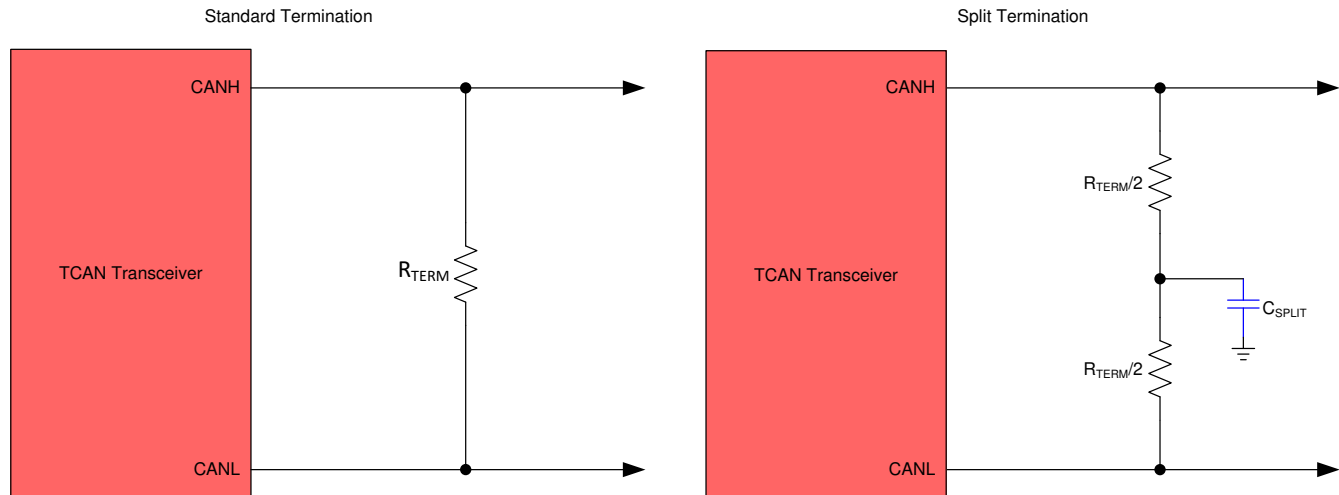 Standard Termination
Split Termination
CANH
CANH
R_TERM/2
TCAN Transceiver
R_TERM
TCAN Transceiver
C_SPLIT
R_TERM/2
CANL
CANL